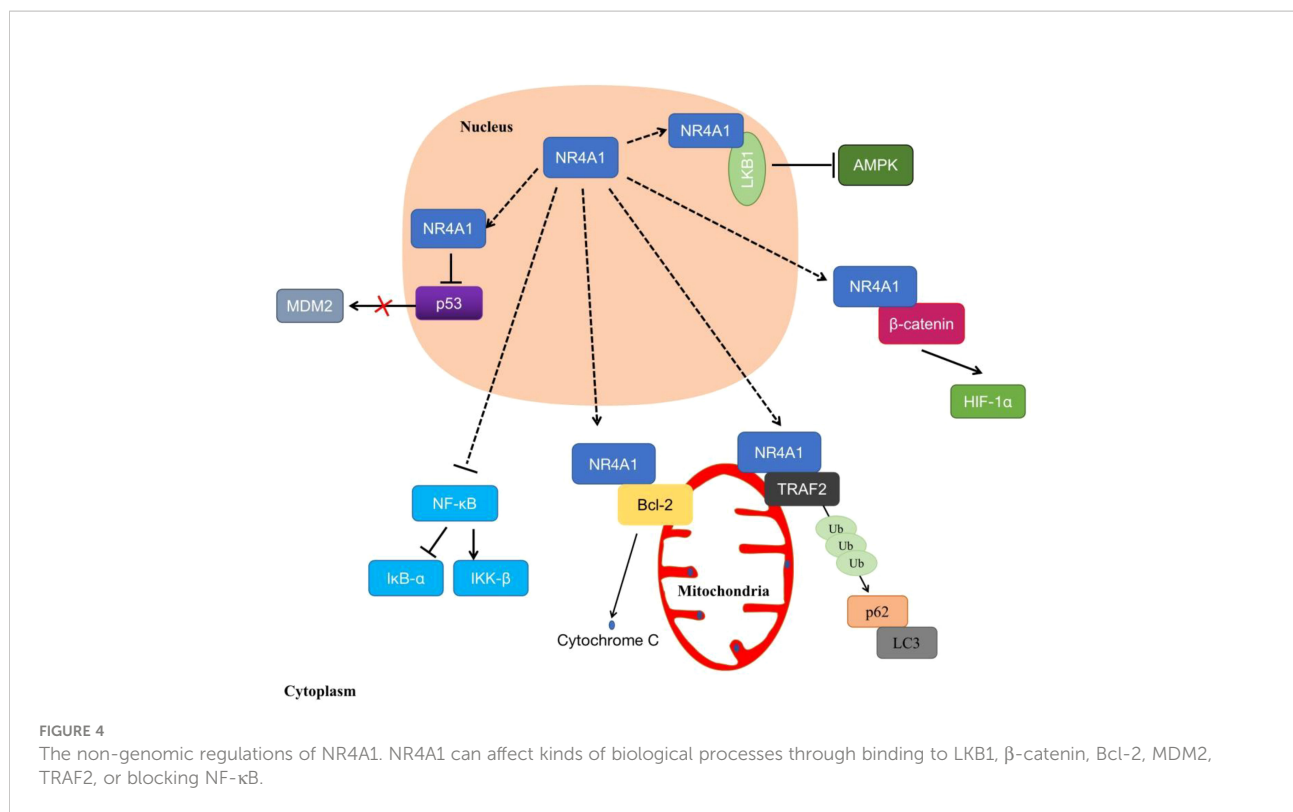 Nucleus
NR4A1
NR4A1
LKB1
AMPK
NR4A1
p53
MDM2
NR4A1
β-catenin
HIF-1α
NR4A1
TRAF2
Ub
Ub
Ub
p62
LC3
NR4A1
Bcl-2
Mitochondria
Cytochrome C
NF-κB
IκB-α
IKK-β
Cytoplasm
FIGURE 4
The non-genomic regulations of NR4A1. NR4A1 can affect kinds of biological processes through binding to LKB1, β-catenin, Bcl-2, MDM2,
TRAF2, or blocking NF-κB.